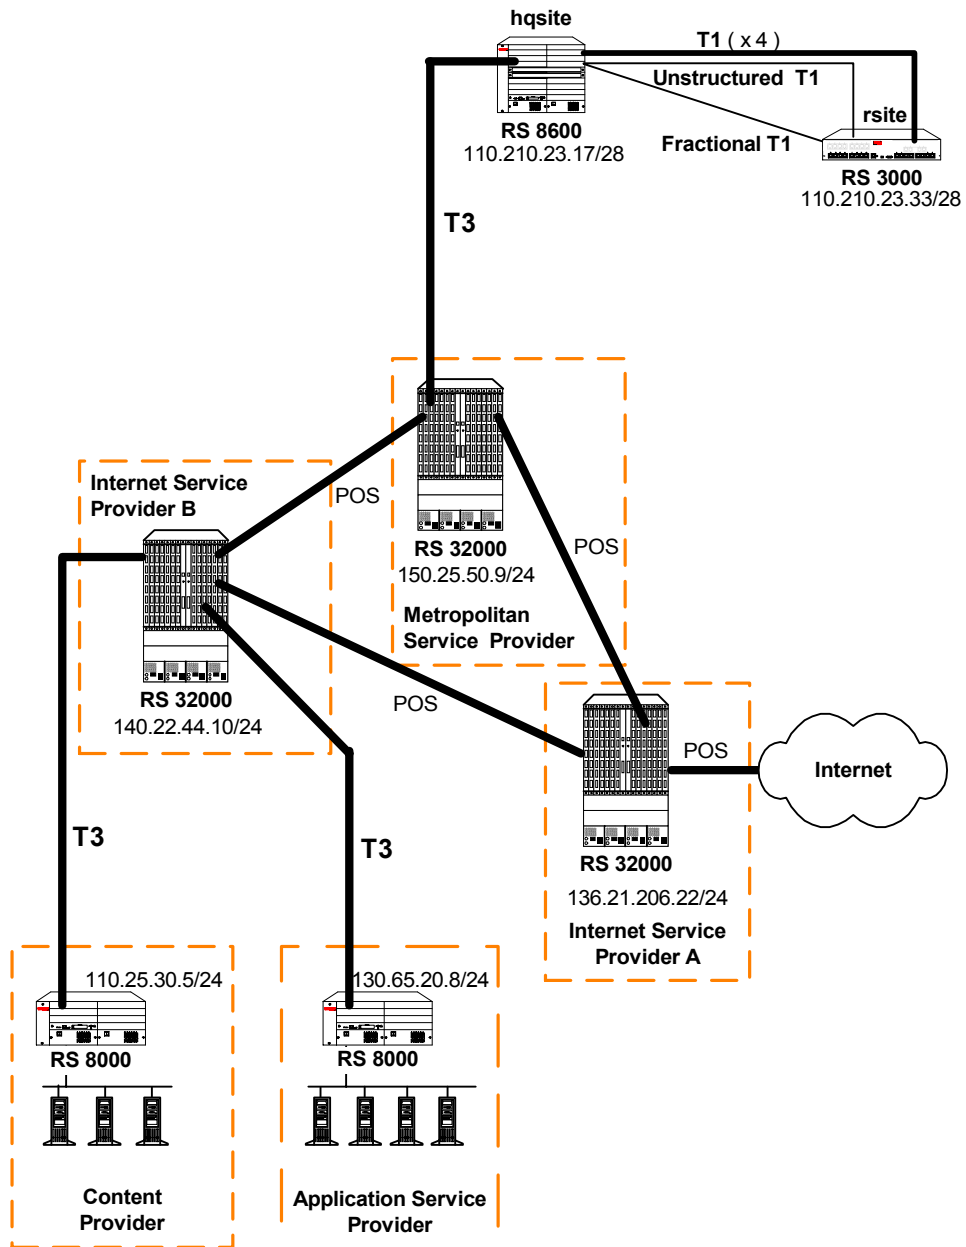 hqsite
T1 ( x 4 )
Unstructured T1
rsite
RS 8600
110.210.23.17/28
Fractional T1
RS 3000
110.210.23.33/28
T3
Internet Service
Provider B
POS
RS 32000
150.25.50.9/24
POS
Metropolitan
Service Provider
RS 32000
140.22.44.10/24
POS
POS
Internet
T3
T3
RS 32000
136.21.206.22/24
Internet Service
Provider A
110.25.30.5/24
130.65.20.8/24
RS 8000
RS 8000
Content
Provider
Application Service
Provider